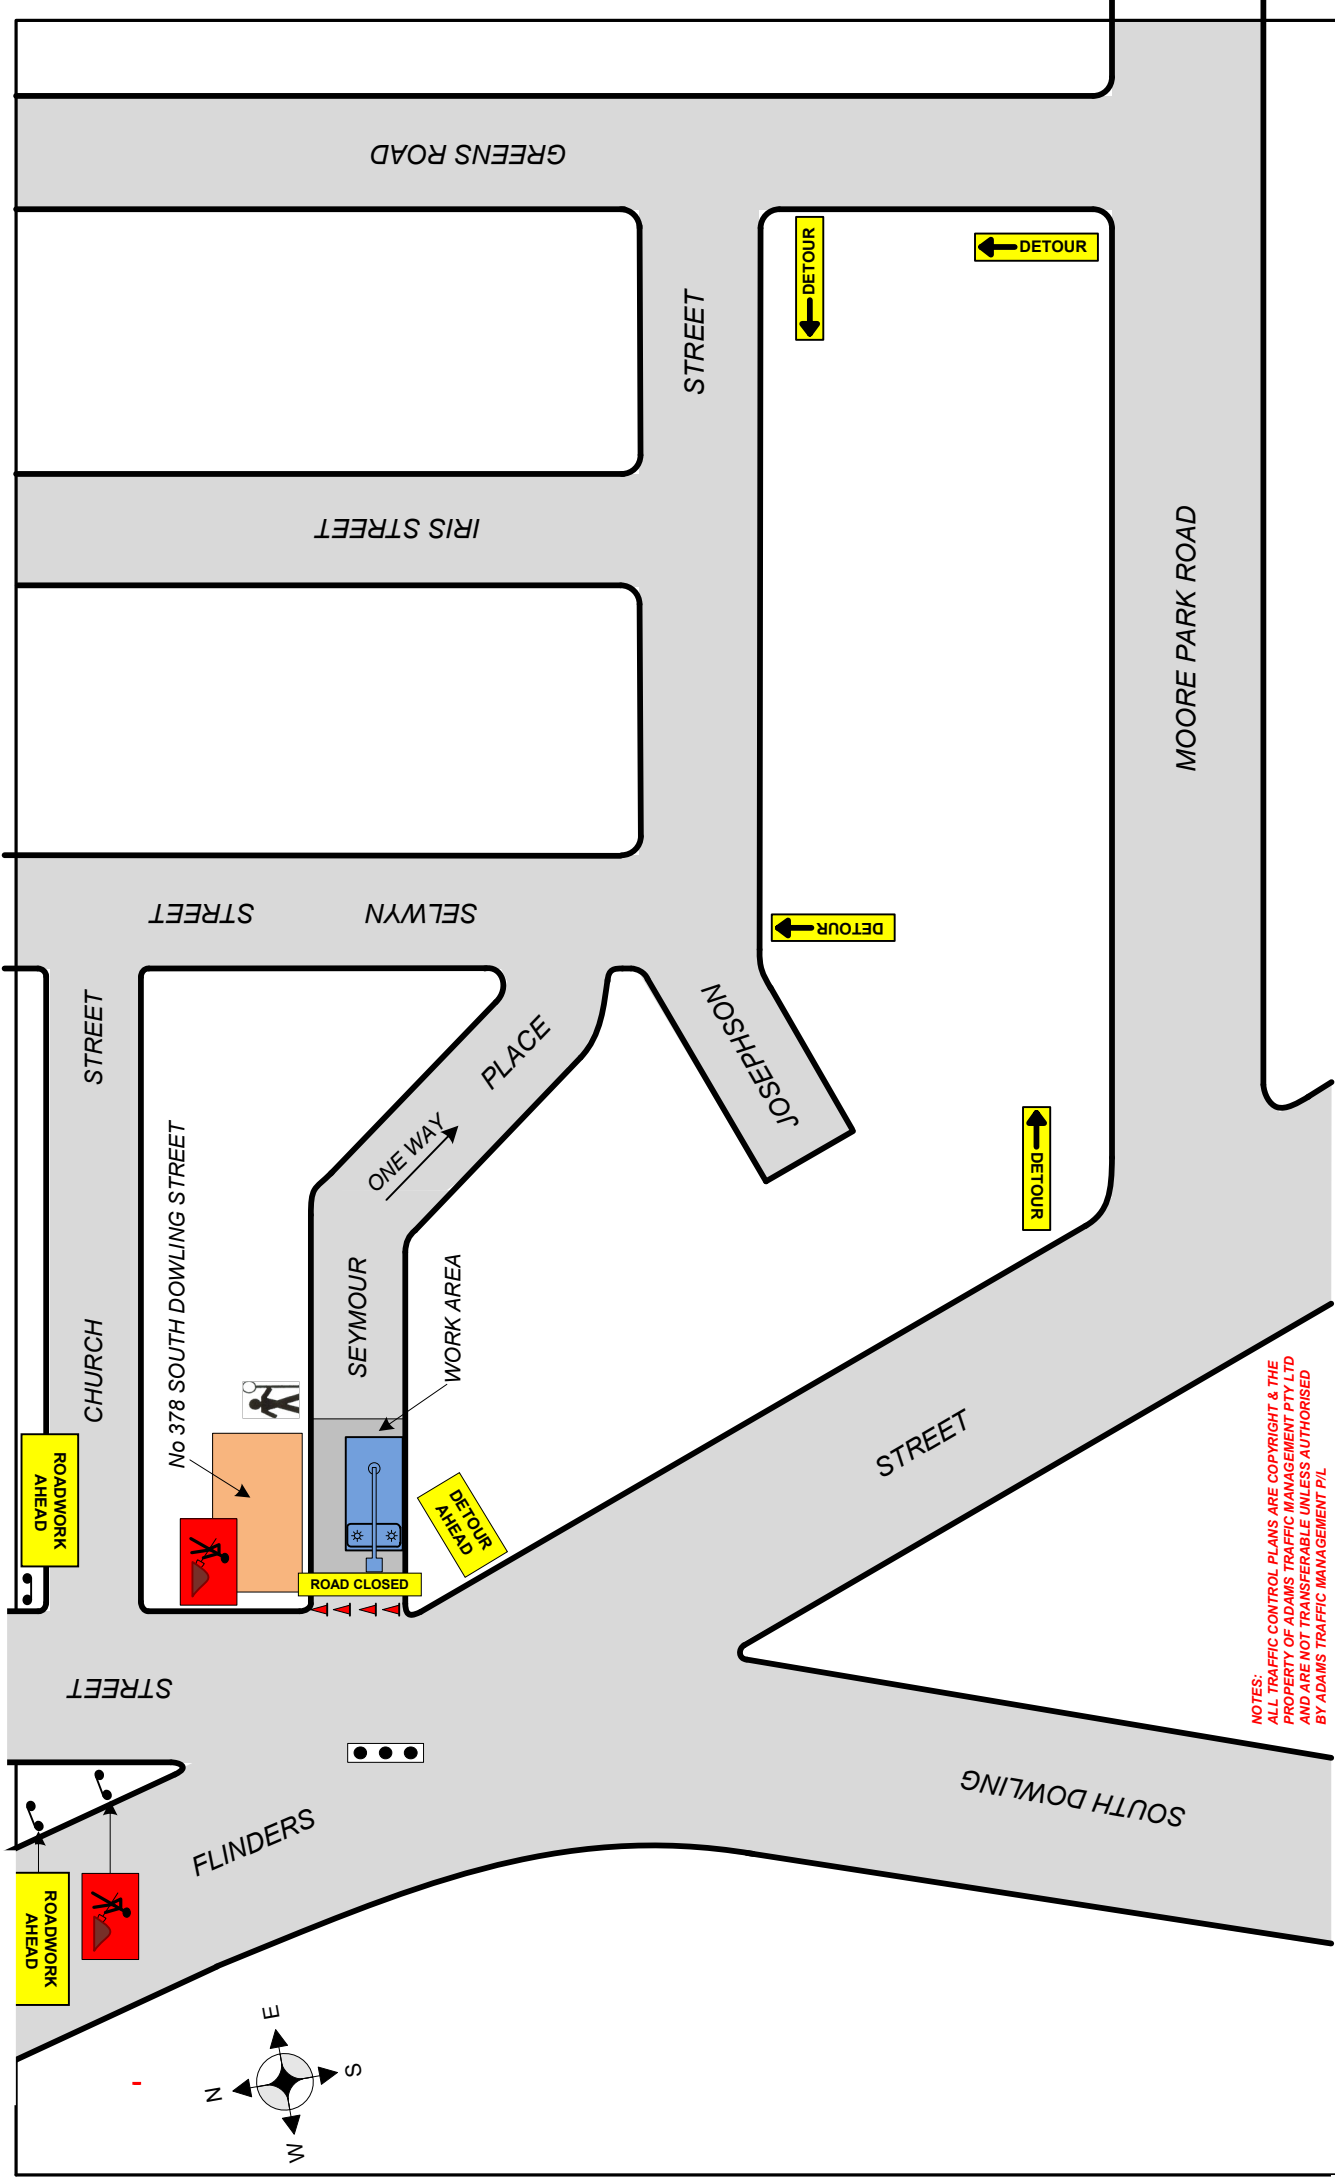 GREENS ROAD
DETOUR
DETOUR
STREET
IRIS STREET
MOORE PARK ROAD
STREET
SELWYN
DETOUR
STREET
PLACE
JOSEPHSON
ONE WAY
No 378 SOUTH DOWLING STREET
DETOUR
SEYMOUR
WORK AREA
CHURCH
ROADWORK
AHEAD
DETOUR
AHEAD
ROAD CLOSED
STREET
STREET
FLINDERS
SOUTH DOWLING
ROADWORK
AHEAD
NOTES:
ALL TRAFFIC CONTROL PLANS ARE COPYRIGHT & THE
PROPERTY OF ADAMS TRAFFIC MANAGEMENT PTY LTD
AND ARE NOT TRANSFERABLE UNLESS AUTHORISED
BY ADAMS TRAFFIC MANAGEMENT P/L
N
E
S
W